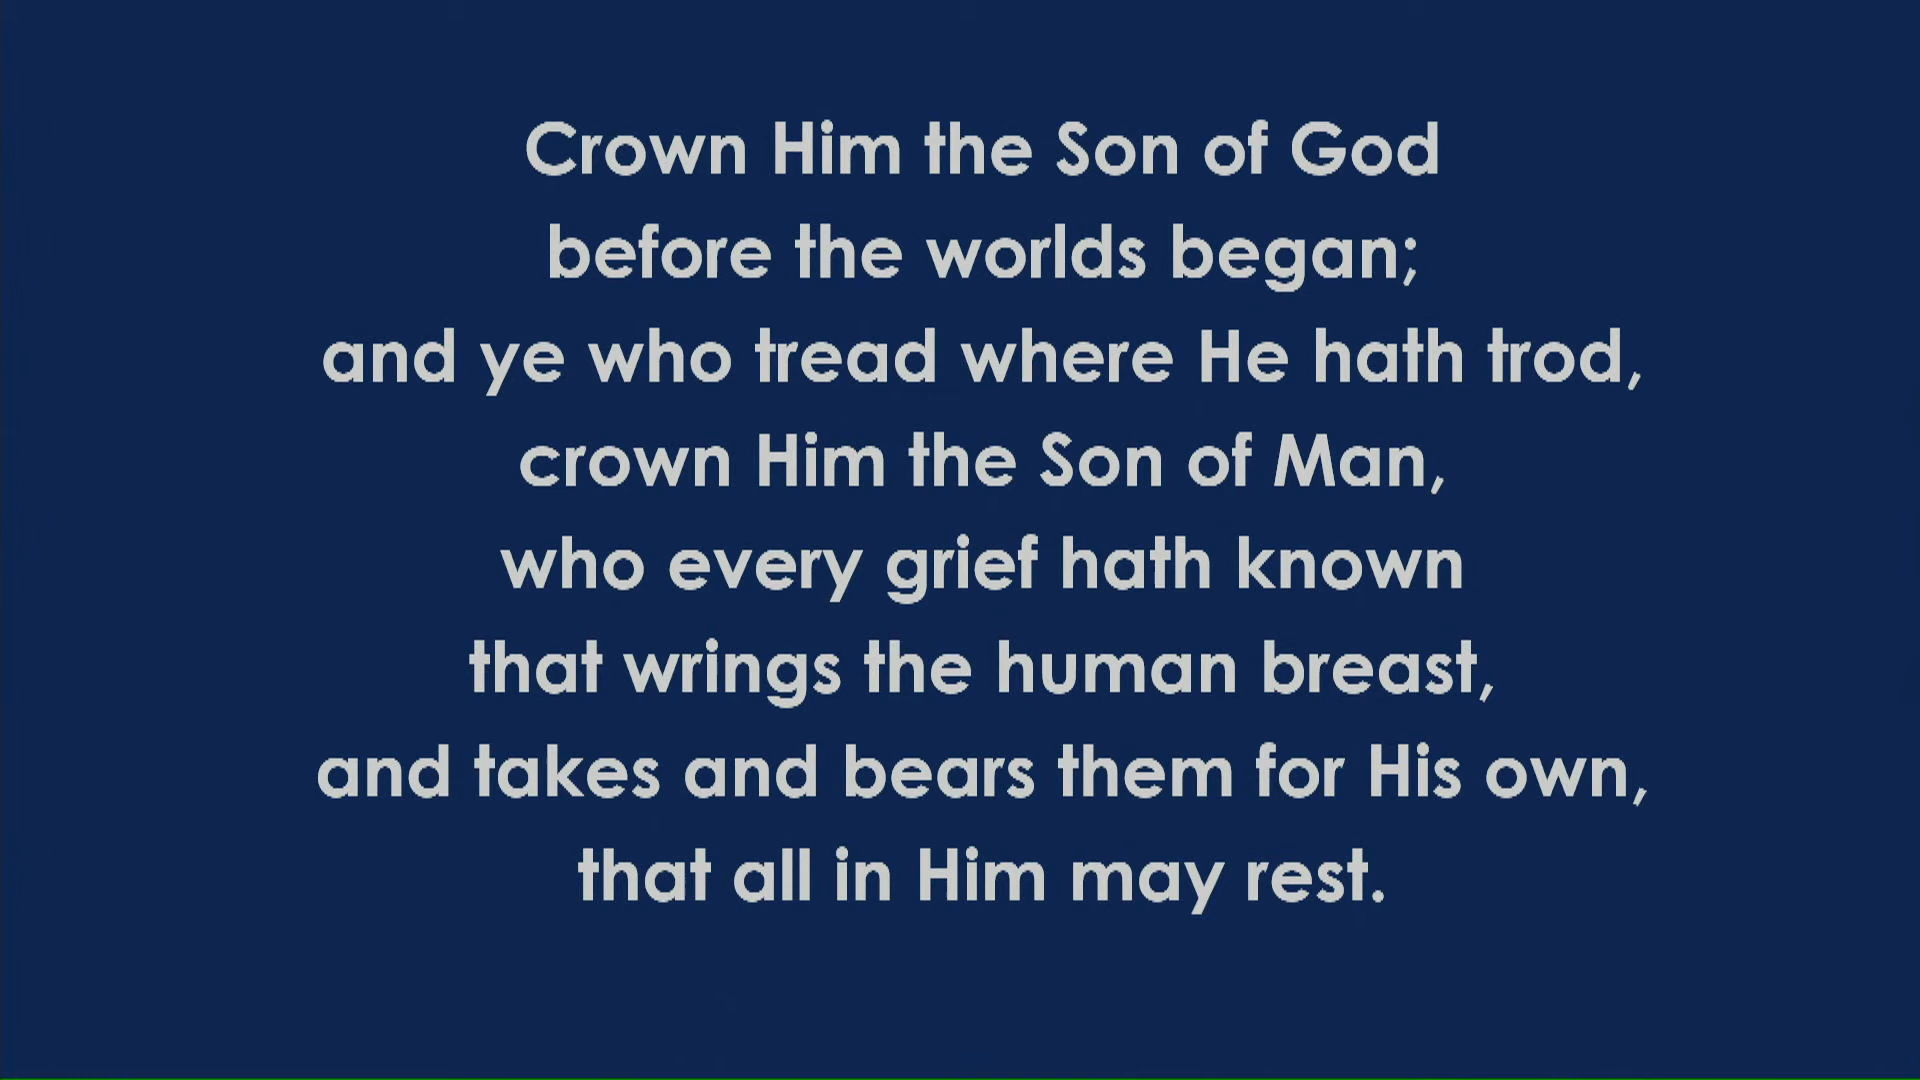 Crown Him the Son of God
before the worlds began;
and ye who tread where He hath trod,
crown Him the Son of Man,
who every grief hath known
that wrings the human breast,
and takes and bears them for His own,
that all in Him may rest.